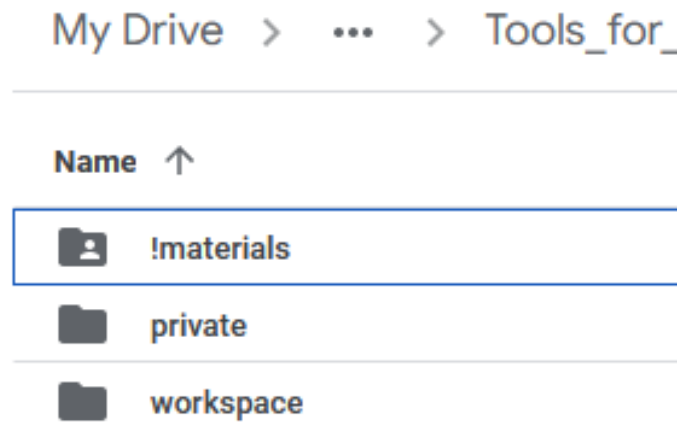 My Drive > ... > Tools_for_
Name ↑
!materials
private
workspace